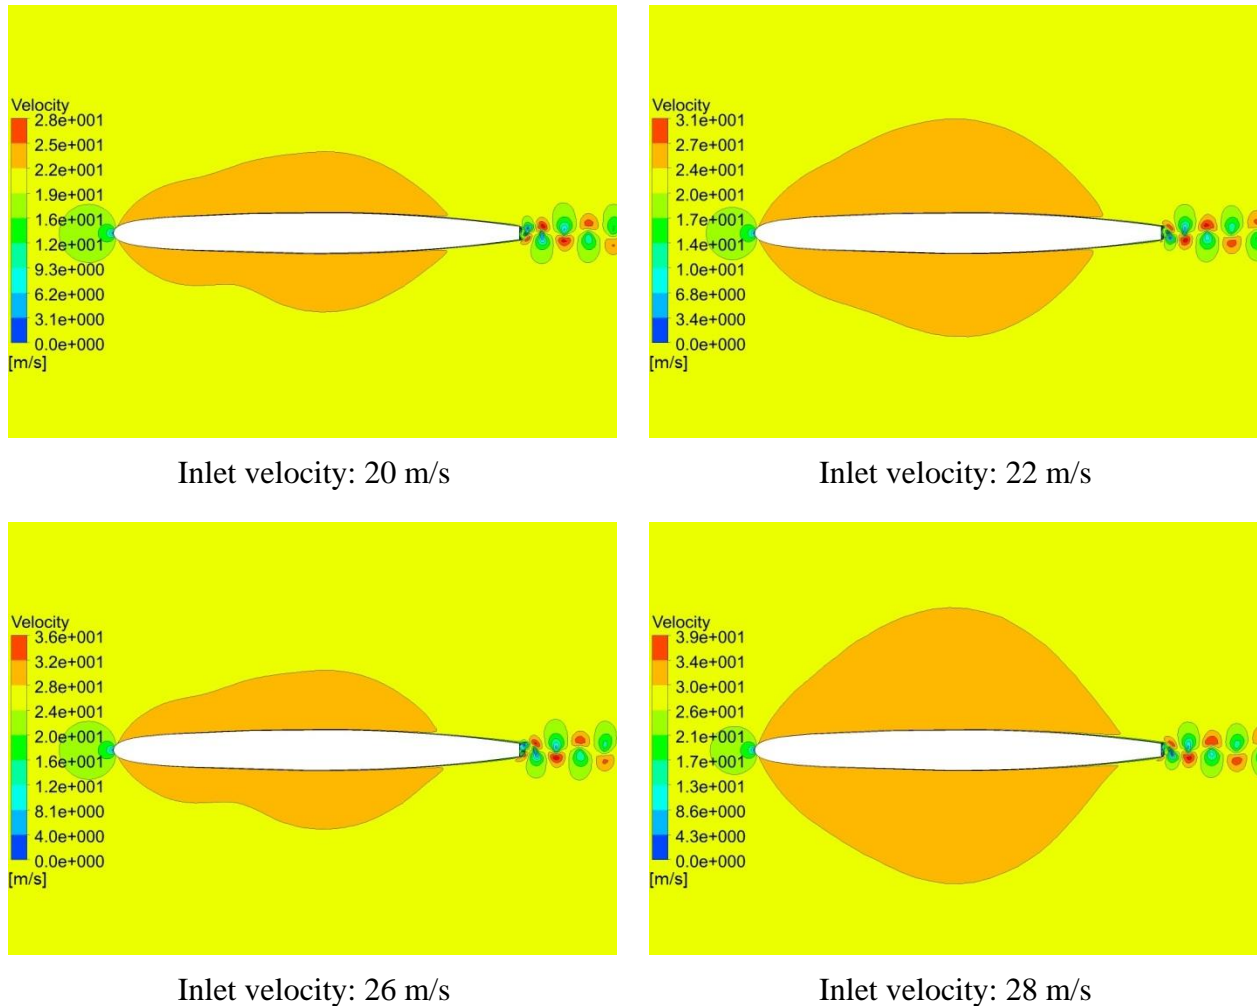 Velocity
2.8e+001
2.5e+001
2.2e+001
1.9e+001
1.6e+001
1.2e+001
9.3e+000
6.2e+000
3.1e+000
0.0e+000
[m/s]
Inlet velocity: 20 m/s
Velocity
3.1e+001
2.7e+001
2.4e+001
2.0e+001
1.7e+001
1.4e+001
1.0e+001
6.8e+000
3.4e+000
0.0e+000
[m/s]
Inlet velocity: 22 m/s
Velocity
3.6e+001
3.2e+001
2.8e+001
2.4e+001
2.0e+001
1.6e+001
1.2e+001
8.1e+000
4.0e+000
0.0e+000
[m/s]
Inlet velocity: 26 m/s
Velocity
3.9e+001
3.4e+001
3.0e+001
2.6e+001
2.1e+001
1.7e+001
1.3e+001
8.6e+000
4.3e+000
0.0e+000
[m/s]
Inlet velocity: 28 m/s